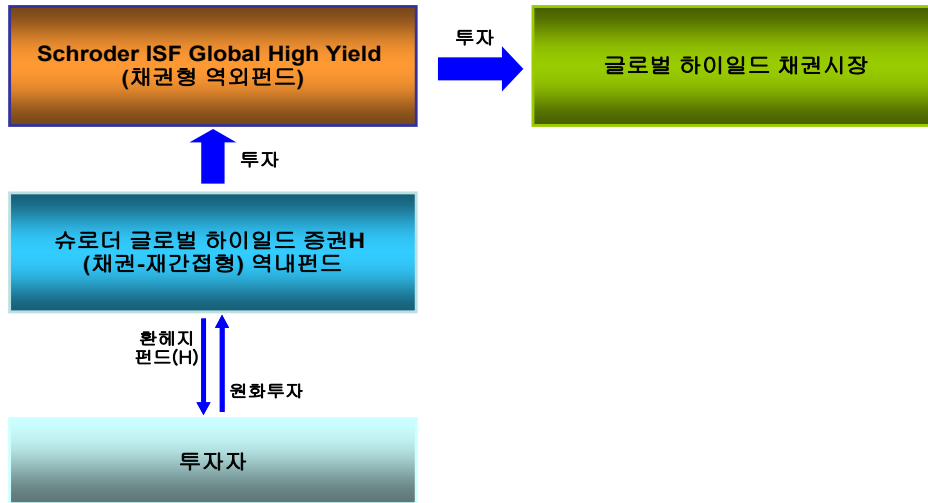 Schroder ISF Global High Yield
(채권형 역외펀드)
투자
글로벌 하이일드 채권시장
투자
슈로더 글로벌 하이일드 증권H
(채권-재간접형) 역내펀드
환헤지
펀드(H)
원화투자
투자자